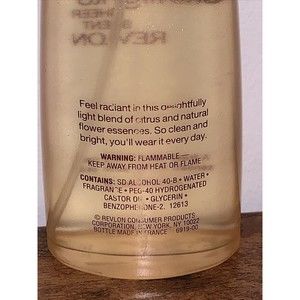 REVLON
Feel radiant in this delightfully
light blend of citrus and natural
flower essences. So clean and
bright, you'll wear it every day.
WARNING: FLAMMABLE—
KEEP AWAY FROM HEAT OR FLAME
CONTAINS: SD ALCOHOL 40-B • WATER •
FRAGRANCE • PEG-40 HYDROGENATED
CASTOR OIL • GLYCERIN •
BENZOPHENONE-2. 12613
© REVLON CONSUMER PRODUCTS
CORPORATION, NEW YORK, NY 10022
BOTTLE MADE IN FRANCE 6919-00